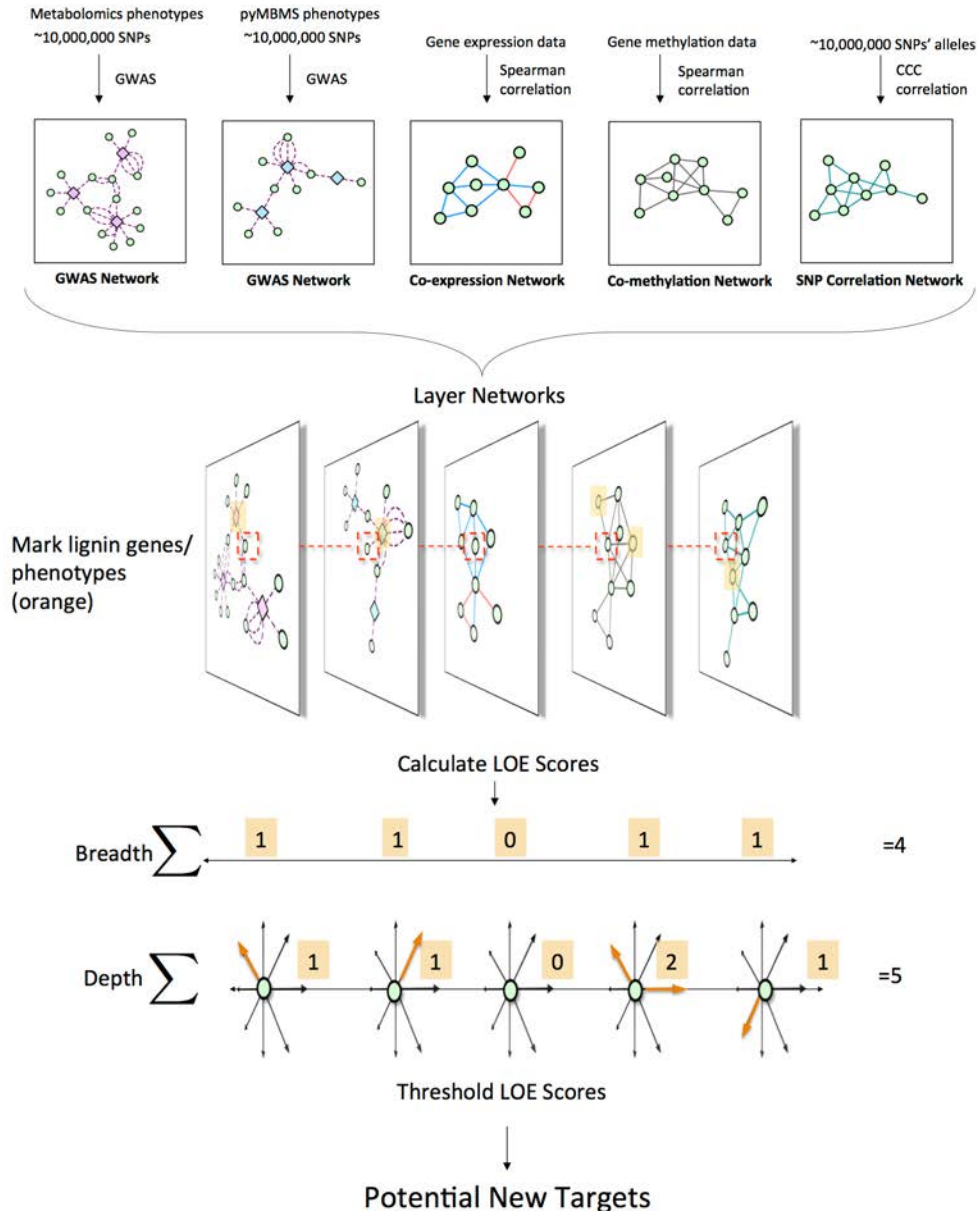 Metabolomics phenotypes
~10,000,000 SNPs
GWAS
GWAS Network
pyMBMS phenotypes
~10,000,000 SNPs
GWAS
GWAS Network
Gene expression data
Spearman
correlation
Co-expression Network
Gene methylation data
Spearman
correlation
Co-methylation Network
~10,000,000 SNPs' alleles
CCC
correlation
SNP Correlation Network
Layer Networks
Mark lignin genes/
phenotypes
(orange)
Calculate LOE Scores
Breadth ∑ 1 1 0 1 1 =4
Depth ∑ 1 1 0 2 1 =5
Threshold LOE Scores
Potential New Targets